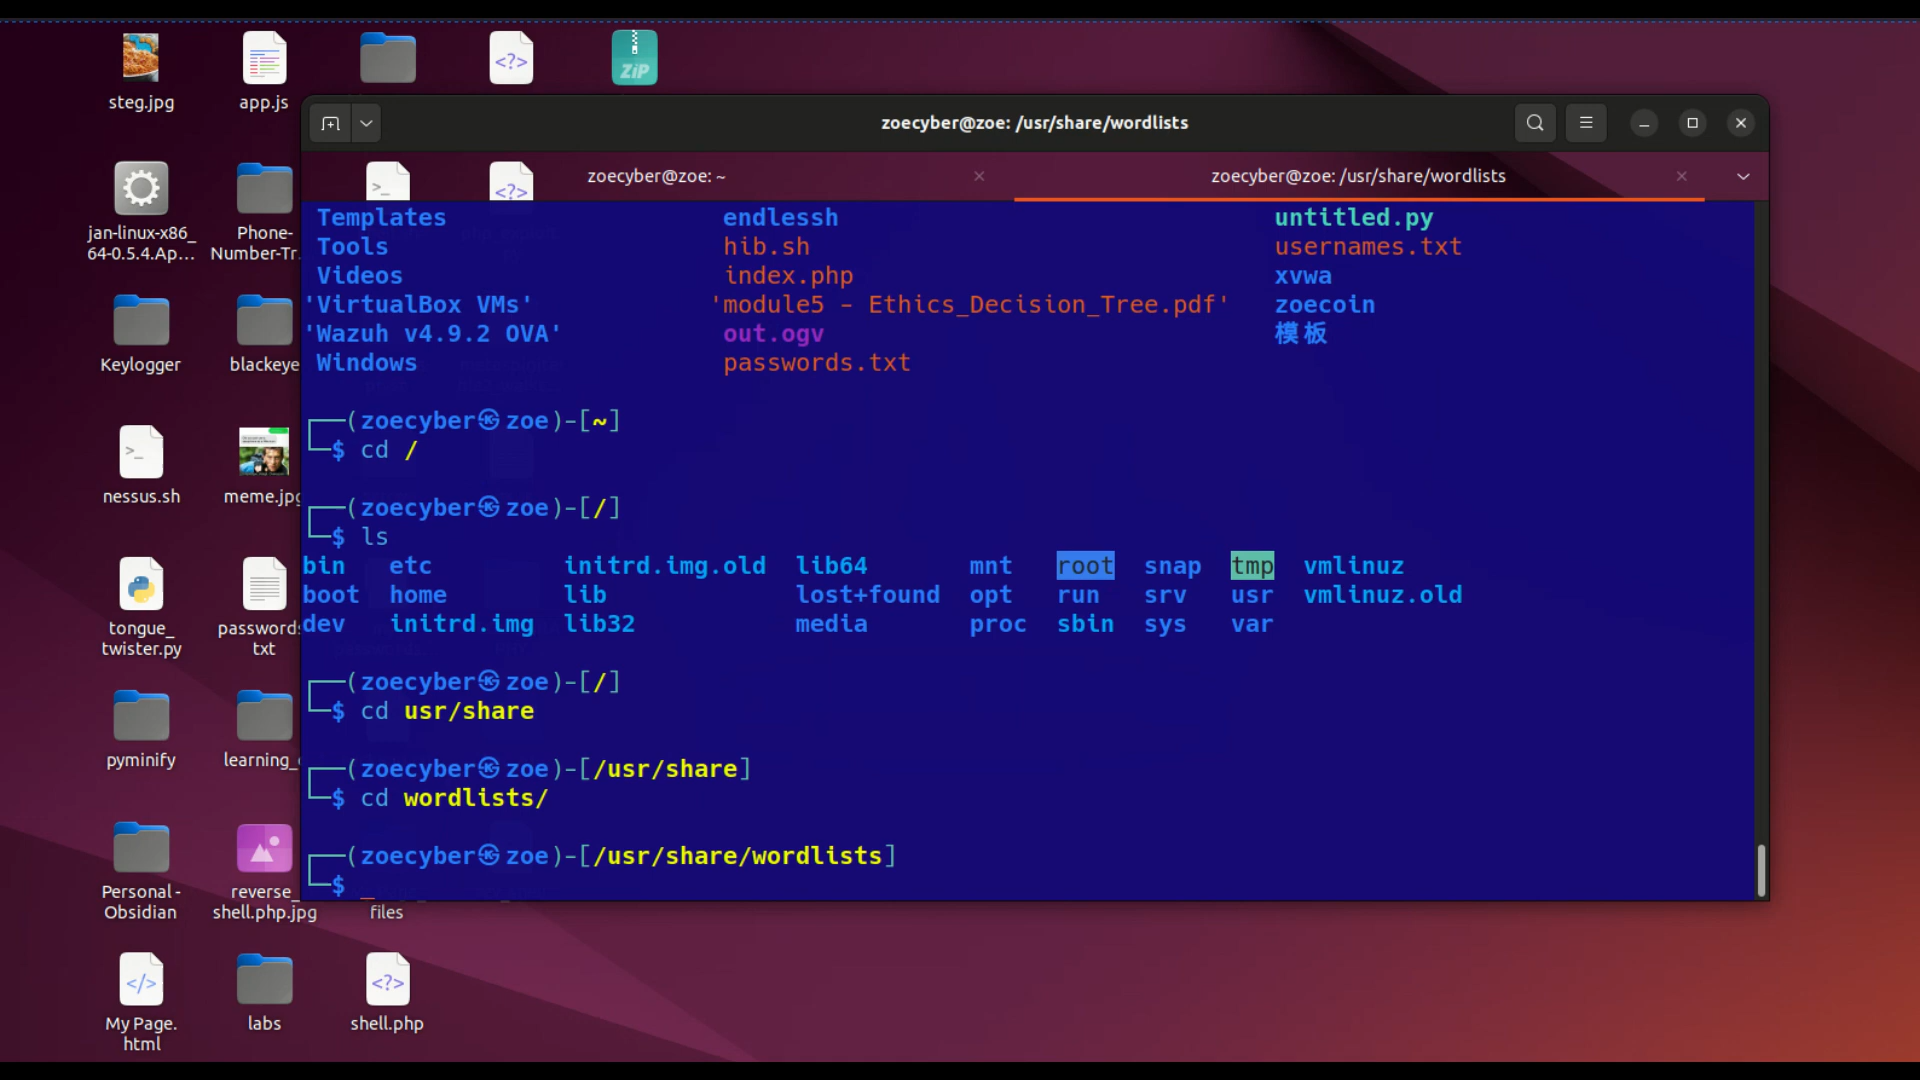 steg.jpg
app.js
<?>
ZiP
zoecyber@zoe: /usr/share/wordlists
zoecyber@zoe: ~
zoecyber@zoe: /usr/share/wordlists
jan-linux-x86_
64-0.5.4.Ap...
Phone-
Number-Tr
>_
<?>
Templates endlessh untitled.py
Tools hib.sh usernames.txt
Videos index.php xvwa
'VirtualBox VMs' 'module5 - Ethics_Decision_Tree.pdf' zoecoin
'Wazuh v4.9.2 OVA' out.ogv 模板
Windows passwords.txt
Keylogger
blackeye
┌──(zoecyber㉿zoe)-[~]
└─$ cd /
┌──(zoecyber㉿zoe)-[/]
└─$ ls
bin etc initrd.img.old lib64 mnt root snap tmp vmlinuz
boot home lib lost+found opt run srv usr vmlinuz.old
dev initrd.img lib32 media proc sbin sys var
┌──(zoecyber㉿zoe)-[/]
└─$ cd usr/share
┌──(zoecyber㉿zoe)-[/usr/share]
└─$ cd wordlists/
┌──(zoecyber㉿zoe)-[/usr/share/wordlists]
└─$ _
>_
nessus.sh
meme.jpg
tongue_
twister.py
passwords
txt
pyminify
learning_
Personal -
Obsidian
reverse_
shell.php.jpg
files
</>
<?>
My Page.
html
labs
shell.php